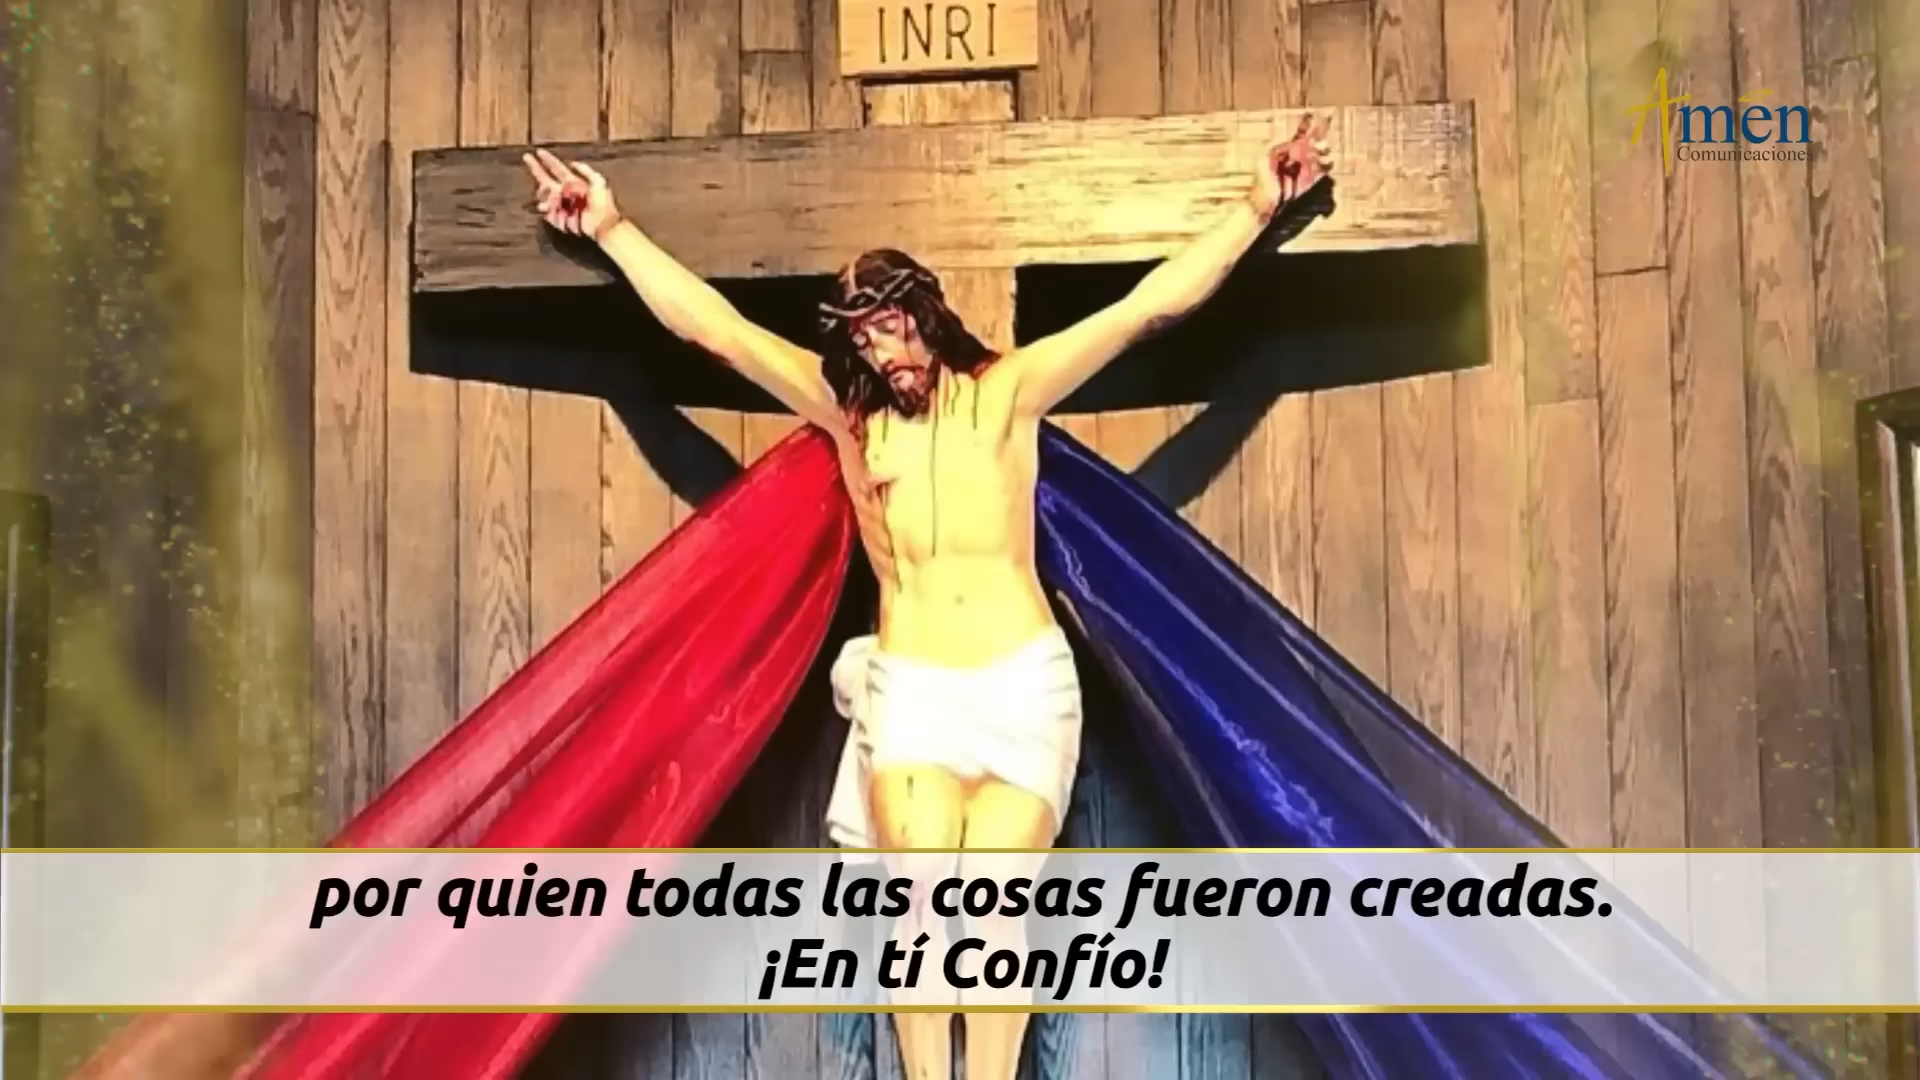 INRI
Amén
Comunicaciones
por quien todas las cosas fueron creadas.
¡En tí Confío!